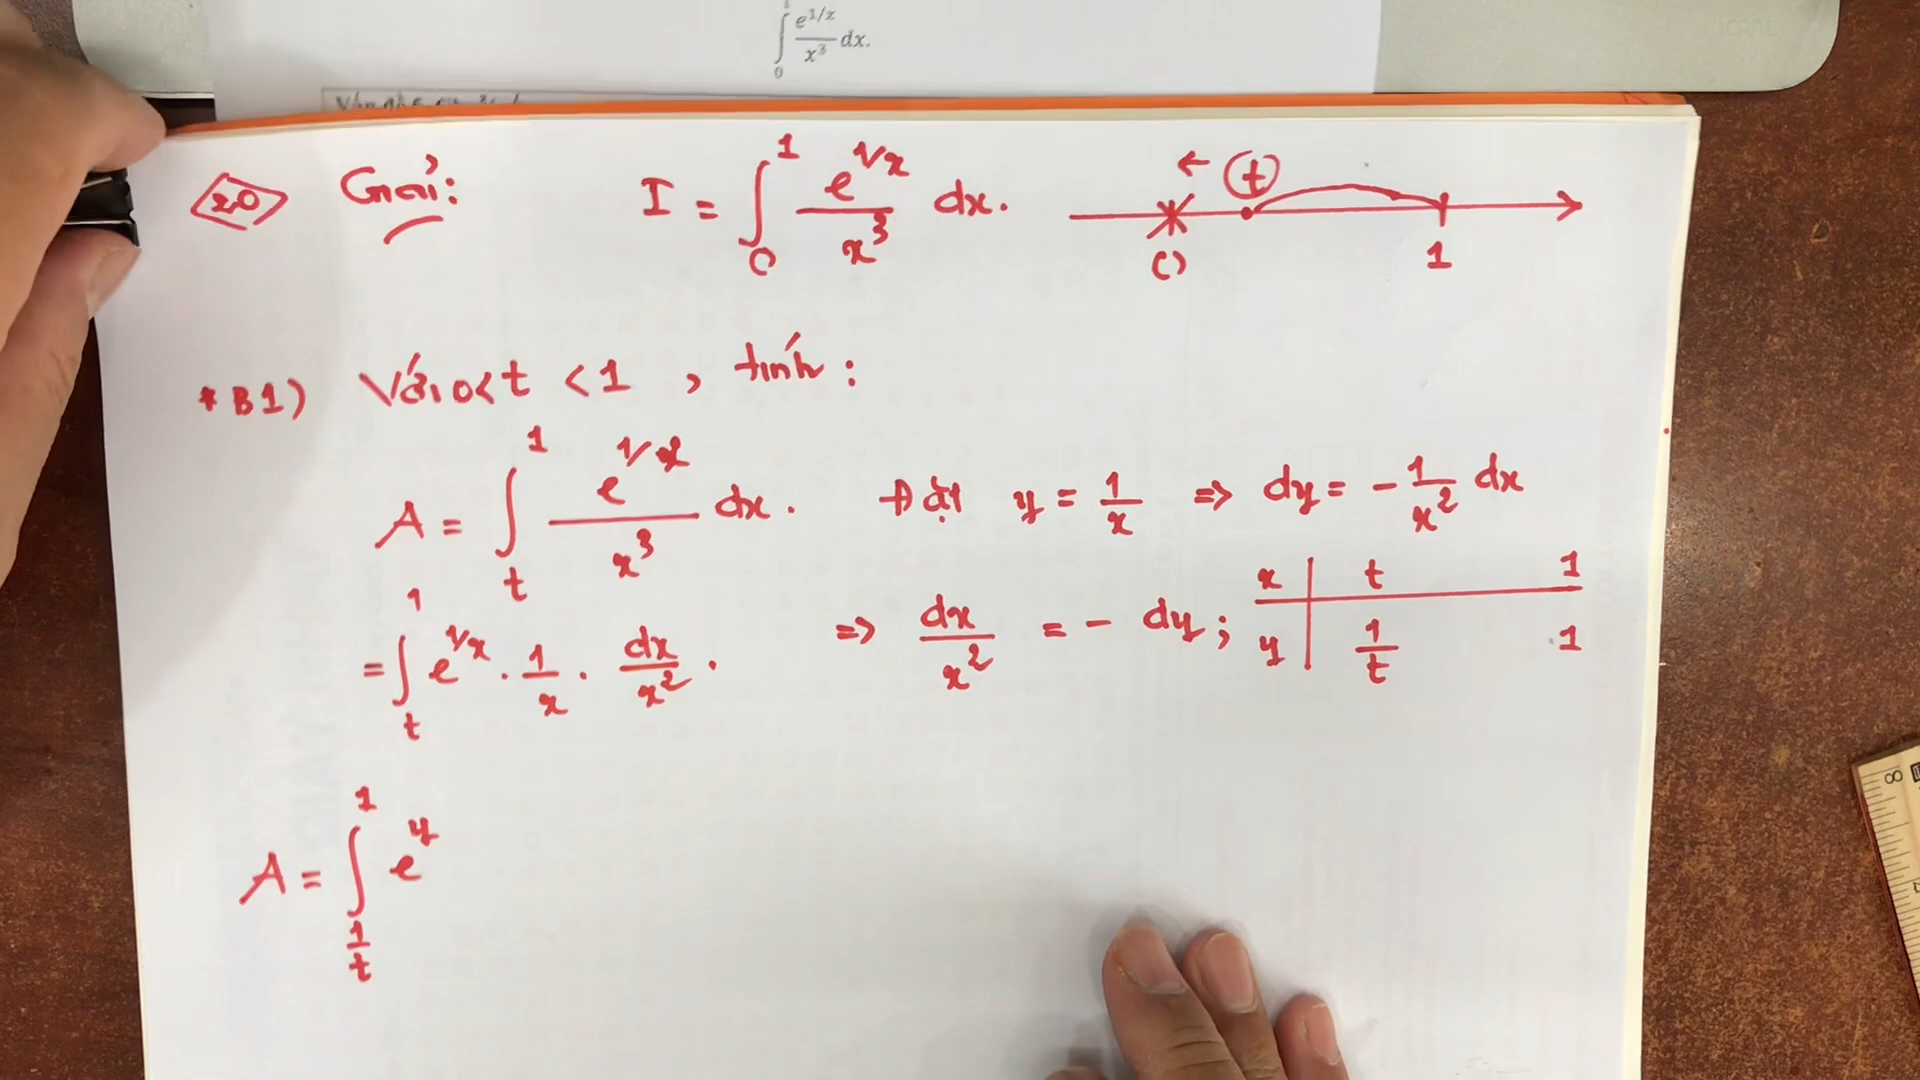 ∫₀¹ e^{1/x}/x³ dx.
20 Giải: I = ∫₀¹ e^{1/x}/x³ dx. ← t
0 1
* B1) Với 0 < t < 1, tính:
A = ∫ₜ¹ e^{1/x}/x³ dx. Đặt y = 1/x => dy = - 1/x² dx
= ∫ₜ¹ e^{1/x} . 1/x . dx/x² . => dx/x² = - dy ; x | t 1
y | 1/t 1
A = ∫_{1/t}^{1} e^y
8